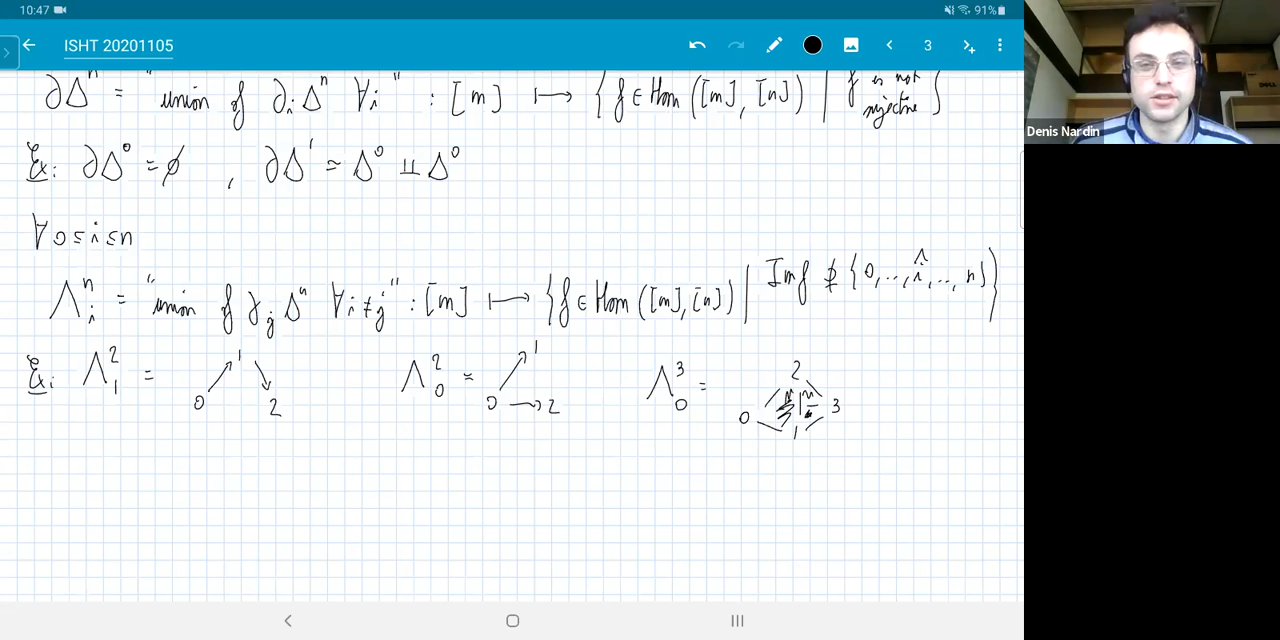 10:47 91%
ISHT 20201105
3
∂Δⁿ = "union of ∂ᵢΔⁿ ∀i" : [m] ↦ {f ∈ Hom([m],[n]) | f is not surjective}
Ex: ∂Δ⁰ = ∅ , ∂Δ¹ ≃ Δ⁰ ⨿ Δ⁰
∀ 0≤i≤n
Λⁿᵢ = "union of ∂ⱼΔⁿ ∀i≠j" : [m] ↦ {f ∈ Hom([m],[n]) | Im f ⊉ {0,..,î,..,n}}
Ex: Λ²₁ = 0 1 2 Λ²₀ = 0 1 2 Λ³₀ = 0 1 2 3
Denis Nardin
DELL